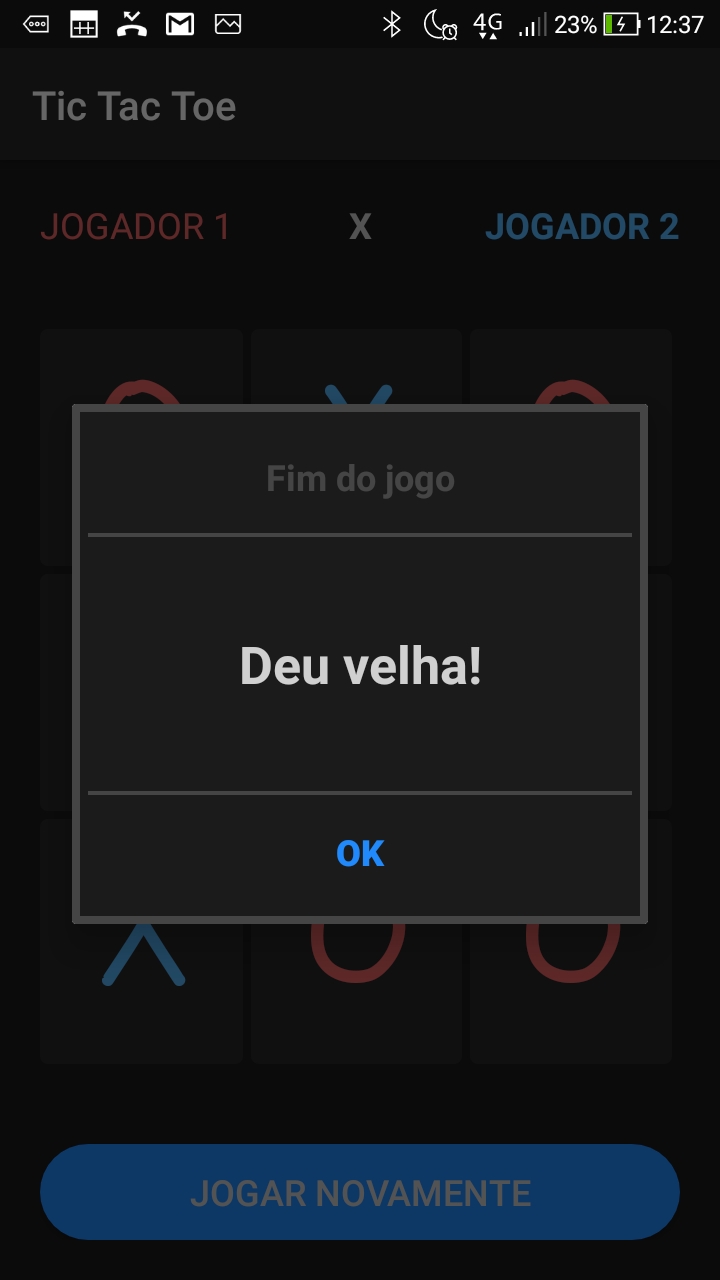 4G 23% 12:37
Tic Tac Toe
JOGADOR 1 X JOGADOR 2
Fim do jogo
Deu velha!
OK
JOGAR NOVAMENTE